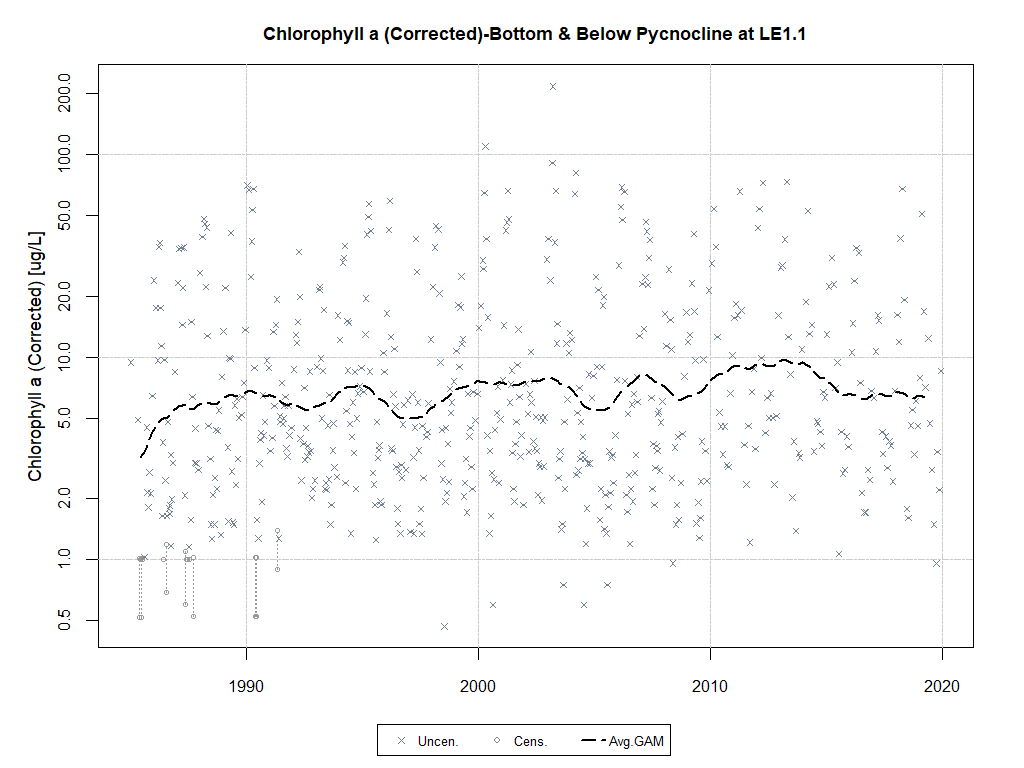 Chlorophyll a (Corrected)-Bottom & Below Pycnocline at LE1.1
Chlorophyll a (Corrected) [ug/L]
200.0
100.0
50.0
20.0
10.0
5.0
2.0
1.0
0.5
1990 2000 2010 2020
Uncen. Cens. Avg.GAM